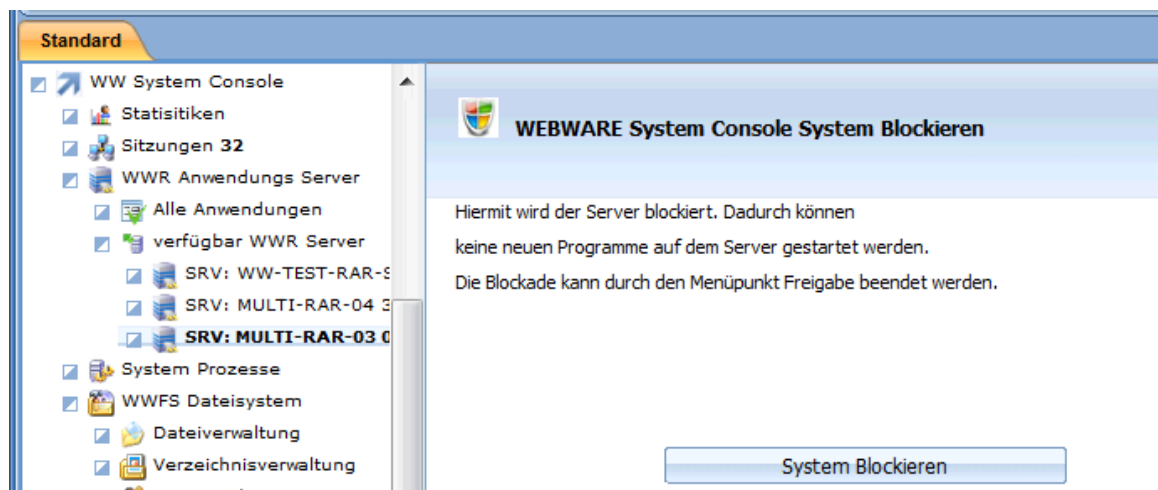 Standard
WW System Console
Statisitiken
Sitzungen 32
WWR Anwendungs Server
Alle Anwendungen
verfügbar WWR Server
SRV: WW-TEST-RAR-S
SRV: MULTI-RAR-04 3
SRV: MULTI-RAR-03 0
System Prozesse
WWFS Dateisystem
Dateiverwaltung
Verzeichnisverwaltung
WEBWARE System Console System Blockieren
Hiermit wird der Server blockiert. Dadurch können
keine neuen Programme auf dem Server gestartet werden.
Die Blockade kann durch den Menüpunkt Freigabe beendet werden.
System Blockieren